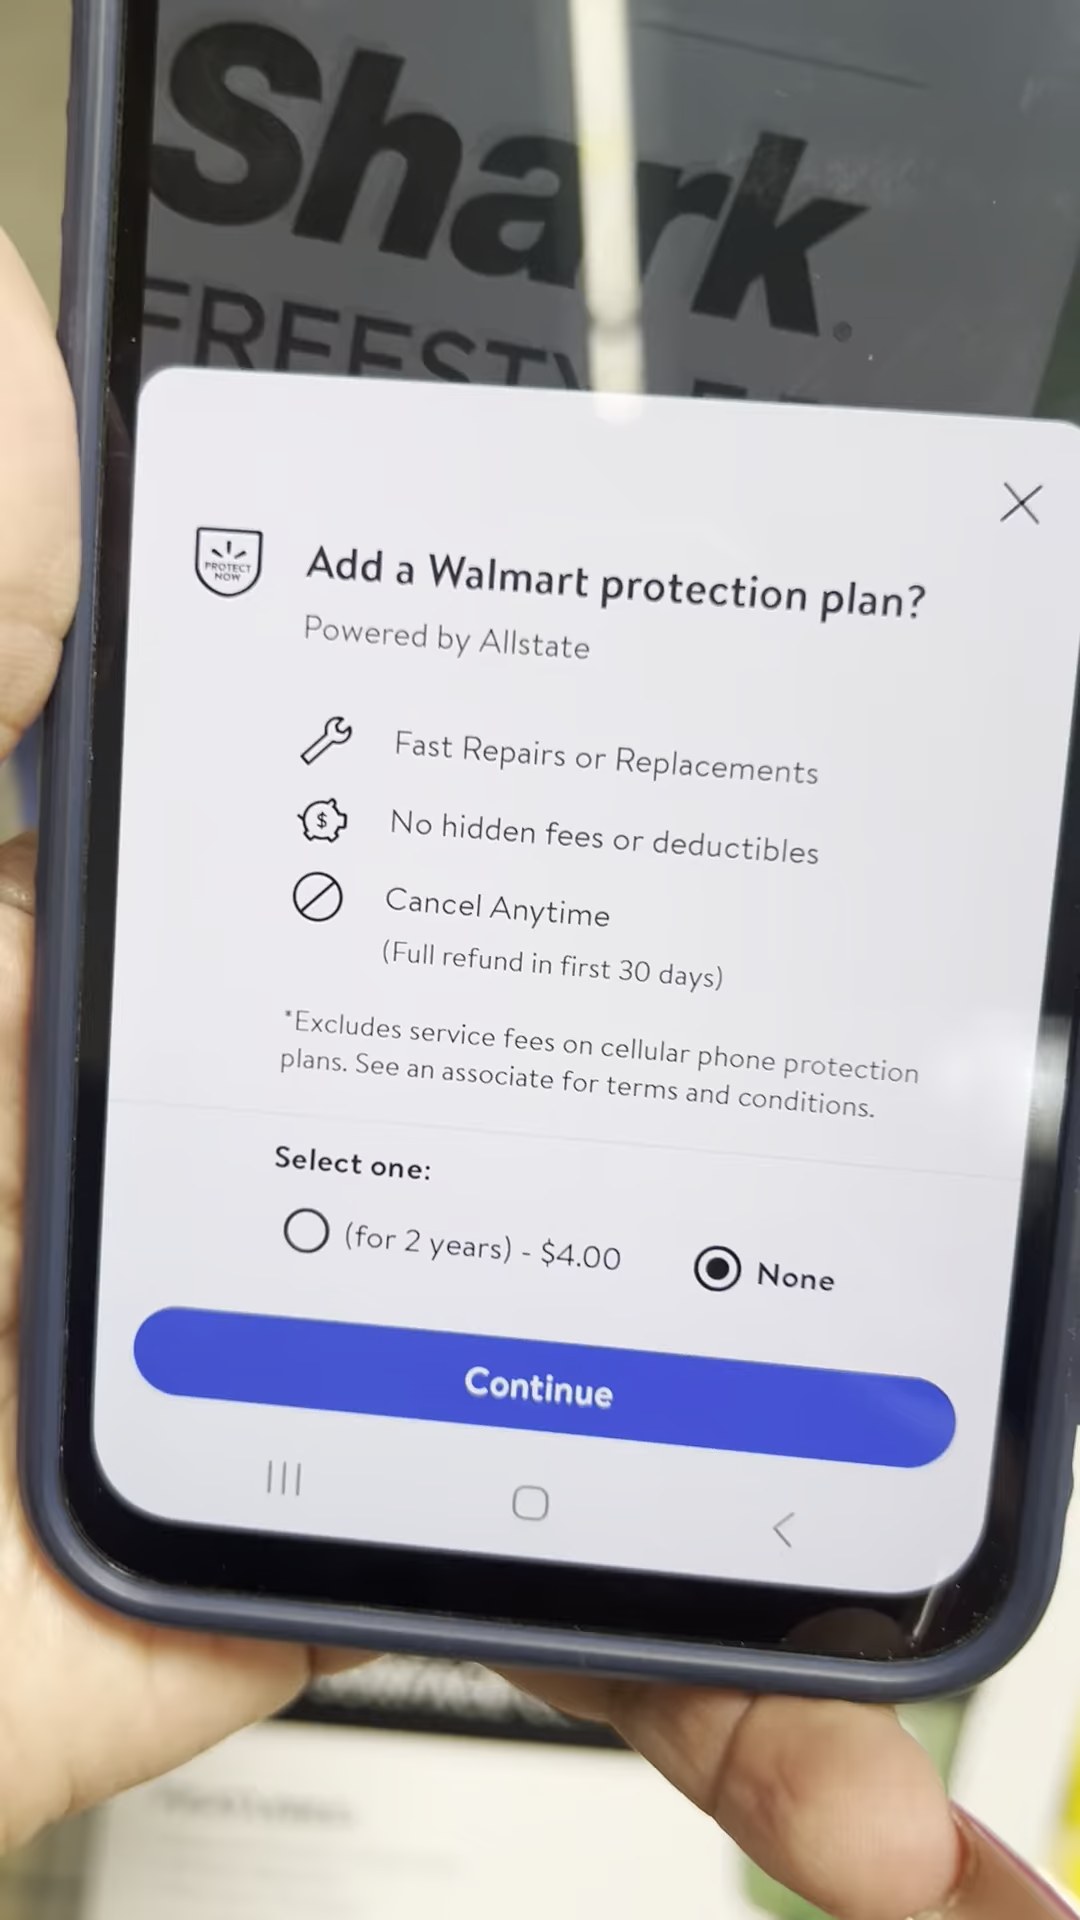 Shark®
PROTECT
NOW
Add a Walmart protection plan?
Powered by Allstate
Fast Repairs or Replacements
$
No hidden fees or deductibles
Cancel Anytime
(Full refund in first 30 days)
*Excludes service fees on cellular phone protection
plans. See an associate for terms and conditions.
Select one:
(for 2 years) - $4.00
None
Continue